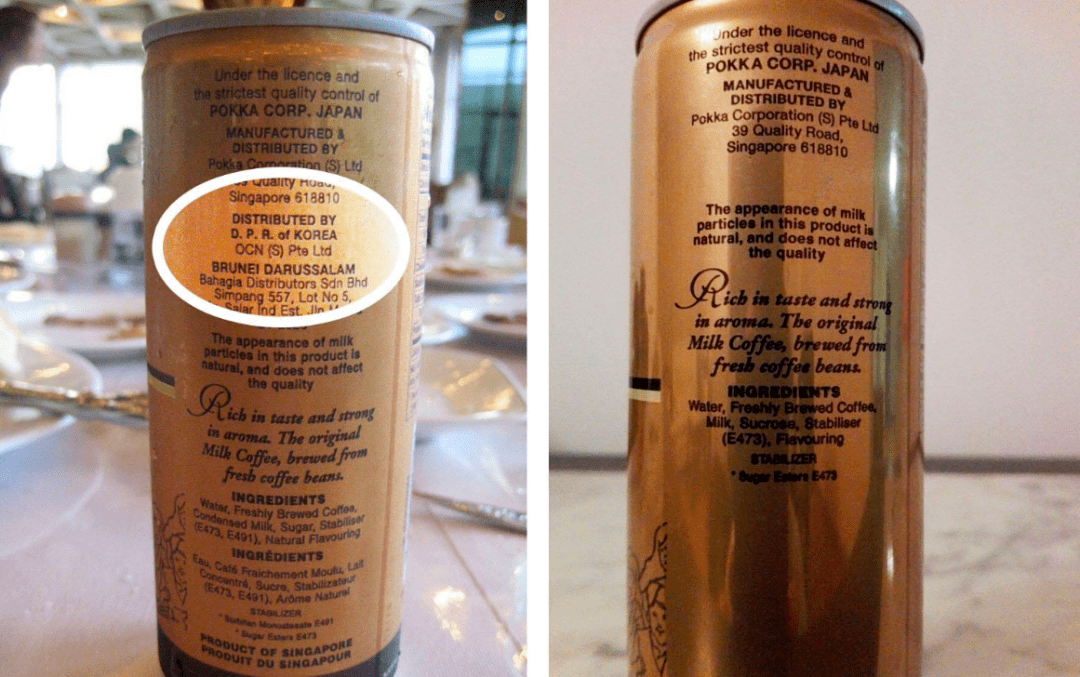 Under the licence and
the strictest quality control of
POKKA CORP. JAPAN
MANUFACTURED &
DISTRIBUTED BY
Pokka Corporation (S) Ltd
39 Quality Road,
Singapore 618810
DISTRIBUTED BY
D. P. R. of KOREA
OCN (S) Pte Ltd
BRUNEI DARUSSALAM
Bahagia Distributors Sdn Bhd
Simpang 557, Lot No 5,
Salar Ind Est. Jln
The appearance of milk
particles in this product is
natural, and does not affect
the quality
Rich in taste and strong
in aroma. The original
Milk Coffee, brewed from
fresh coffee beans.
INGREDIENTS
Water, Freshly Brewed Coffee,
Condensed Milk, Sugar, Stabiliser
(E473, E491), Natural Flavouring
INGRÉDIENTS
Eau, Café Fraichement Moulu, Lait
Concentré, Sucre, Stabilizateur
(E473, E491), Arôme Naturel
STABILIZER
* Sorbitan Monostearate E491
* Sugar Esters E473
PRODUCT OF SINGAPORE
PRODUIT DU SINGAPOUR
Under the licence and
the strictest quality control of
POKKA CORP. JAPAN
MANUFACTURED &
DISTRIBUTED BY
Pokka Corporation (S) Pte Ltd
39 Quality Road,
Singapore 618810
The appearance of milk
particles in this product is
natural, and does not affect
the quality
Rich in taste and strong
in aroma. The original
Milk Coffee, brewed from
fresh coffee beans.
INGREDIENTS
Water, Freshly Brewed Coffee,
Milk, Sucrose, Stabiliser
(E473), Flavouring
STABILIZER
* Sugar Esters E473